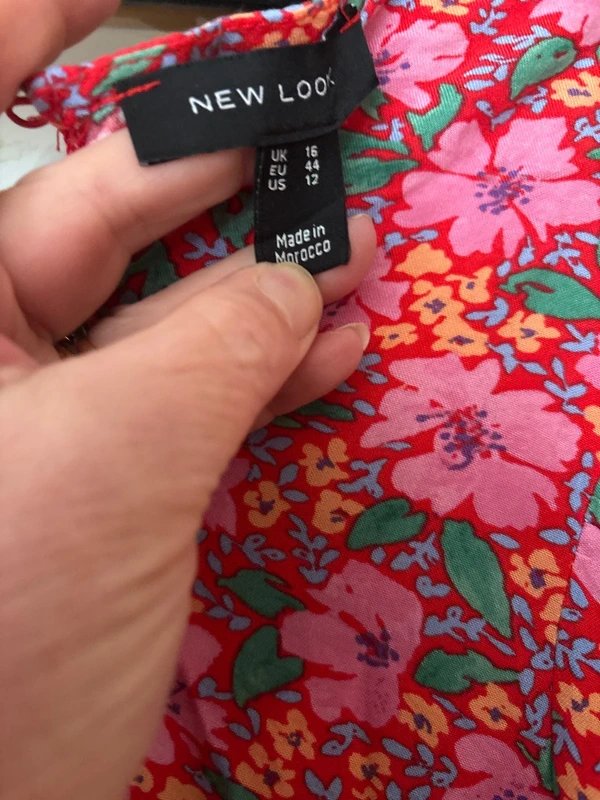 NEW LOOK
UK 16
EU 44
US 12
Made in
Morocco